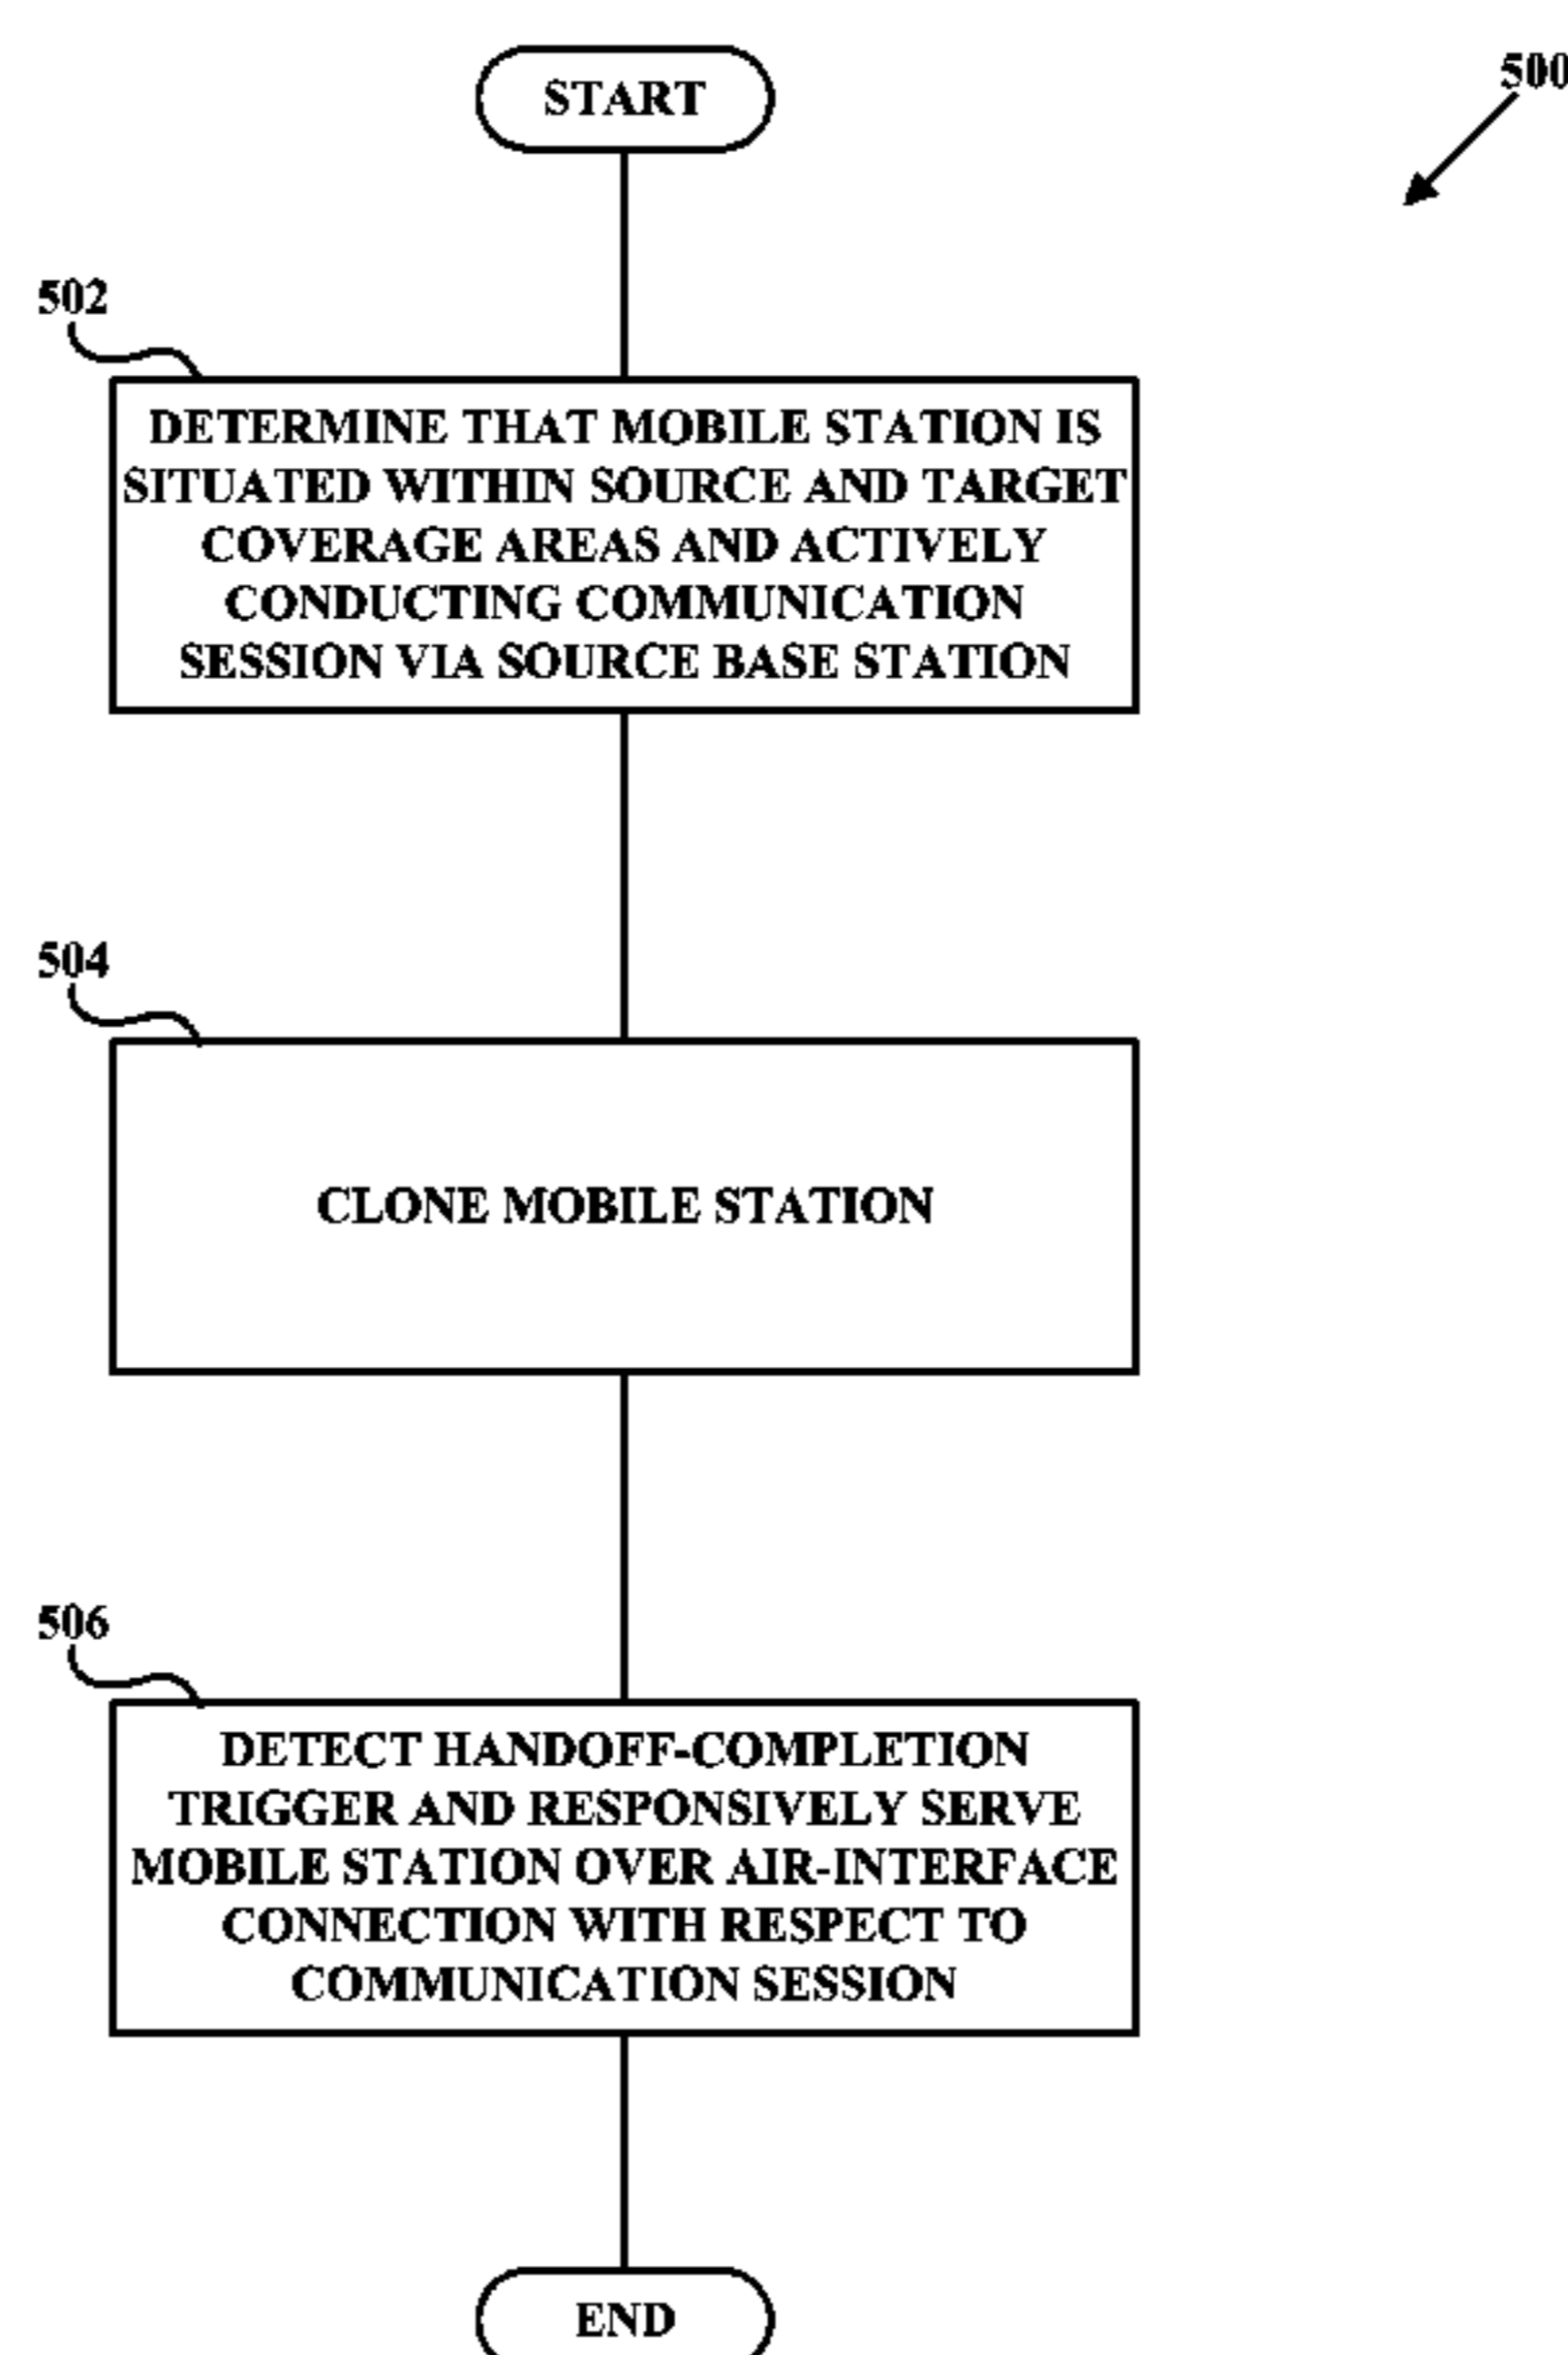 START
500
502
DETERMINE THAT MOBILE STATION IS
SITUATED WITHIN SOURCE AND TARGET
COVERAGE AREAS AND ACTIVELY
CONDUCTING COMMUNICATION
SESSION VIA SOURCE BASE STATION
504
CLONE MOBILE STATION
506
DETECT HANDOFF-COMPLETION
TRIGGER AND RESPONSIVELY SERVE
MOBILE STATION OVER AIR-INTERFACE
CONNECTION WITH RESPECT TO
COMMUNICATION SESSION
END